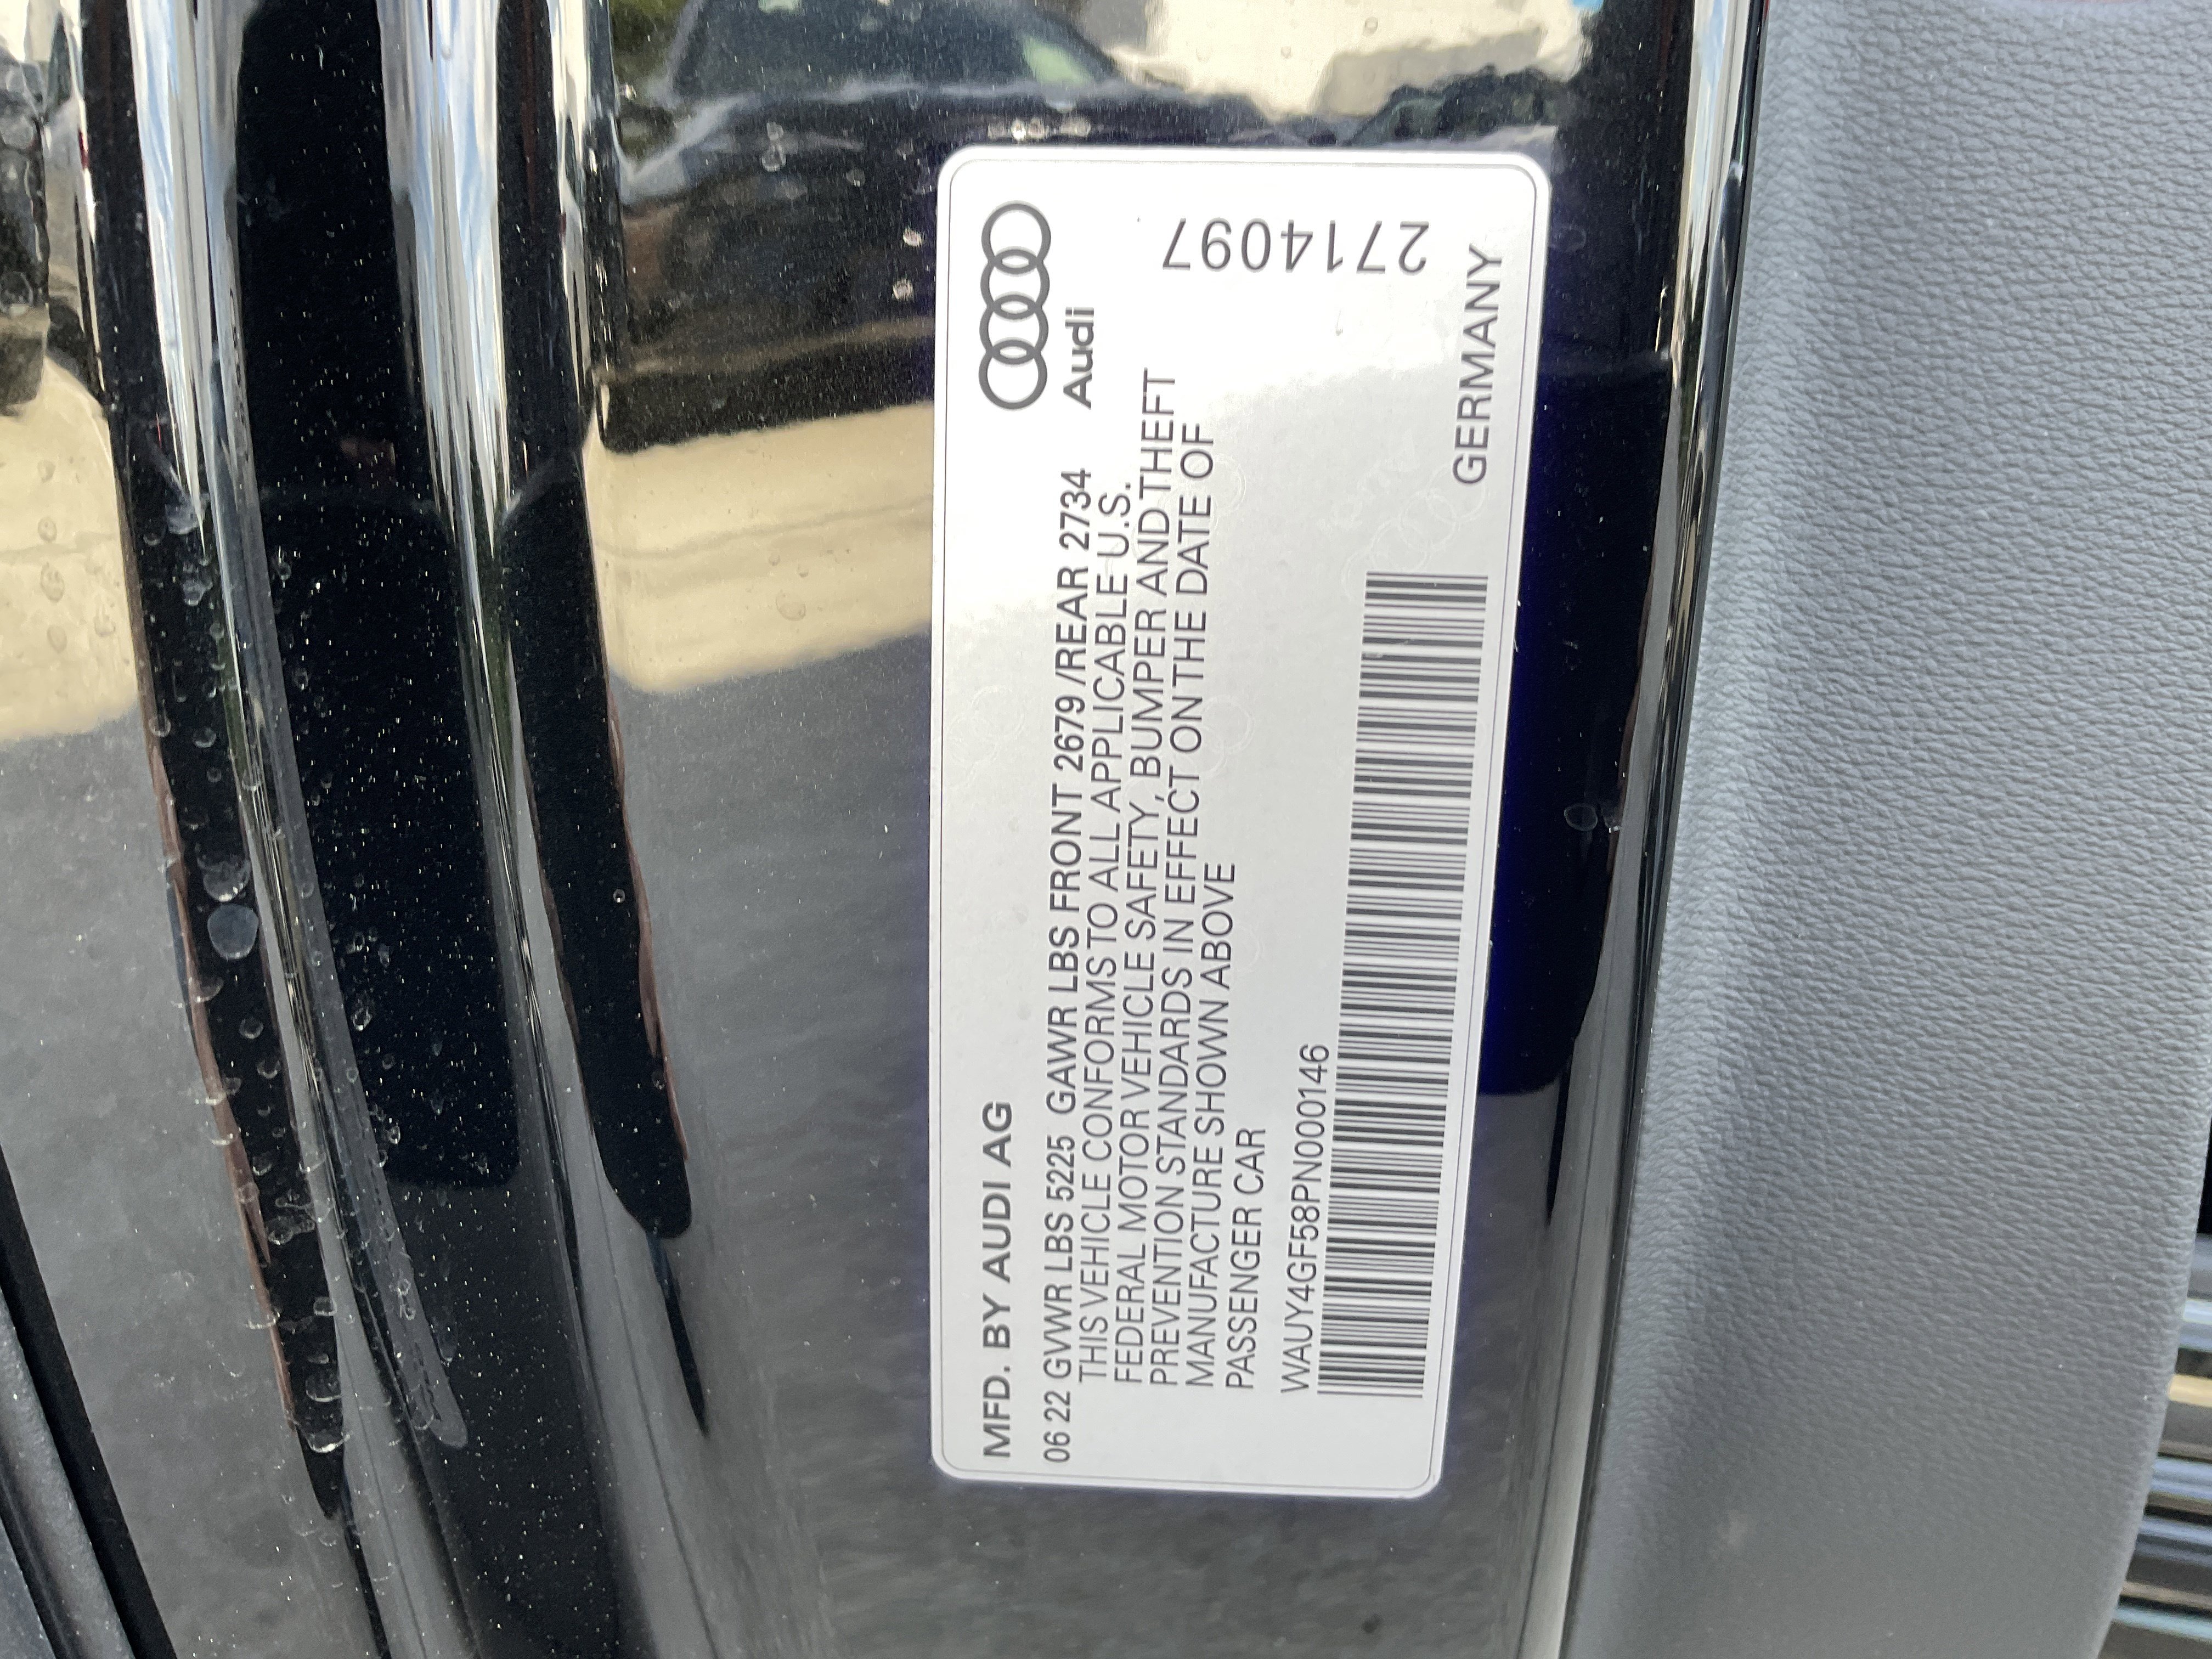 MFD. BY AUDI AG
Audi
06 22 GVWR LBS 5225 GAWR LBS FRONT 2679 /REAR 2734
THIS VEHICLE CONFORMS TO ALL APPLICABLE U.S.
FEDERAL MOTOR VEHICLE SAFETY, BUMPER AND THEFT
PREVENTION STANDARDS IN EFFECT ON THE DATE OF
MANUFACTURE SHOWN ABOVE
PASSENGER CAR
WAUY4GF58PN000146
GERMANY
2714097